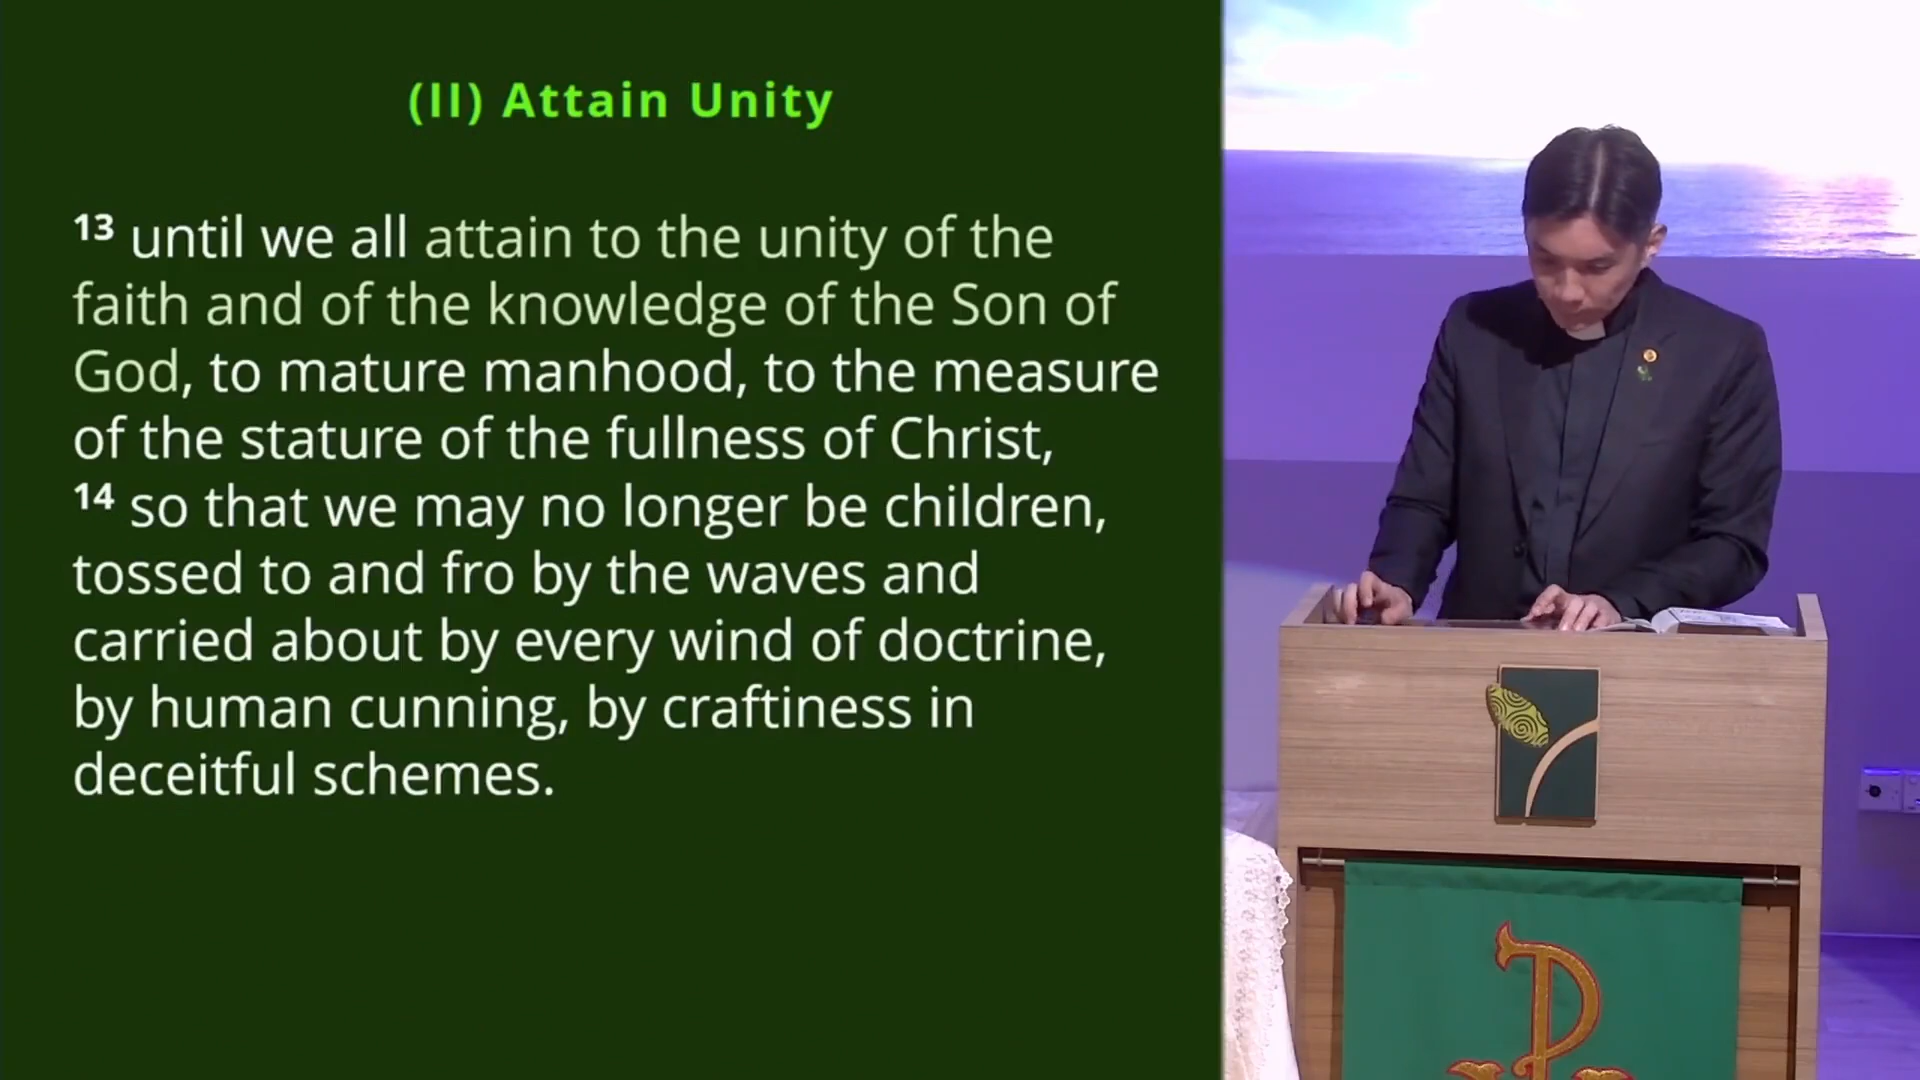 (II) Attain Unity
13 until we all attain to the unity of the
faith and of the knowledge of the Son of
God, to mature manhood, to the measure
of the stature of the fullness of Christ,
14 so that we may no longer be children,
tossed to and fro by the waves and
carried about by every wind of doctrine,
by human cunning, by craftiness in
deceitful schemes.